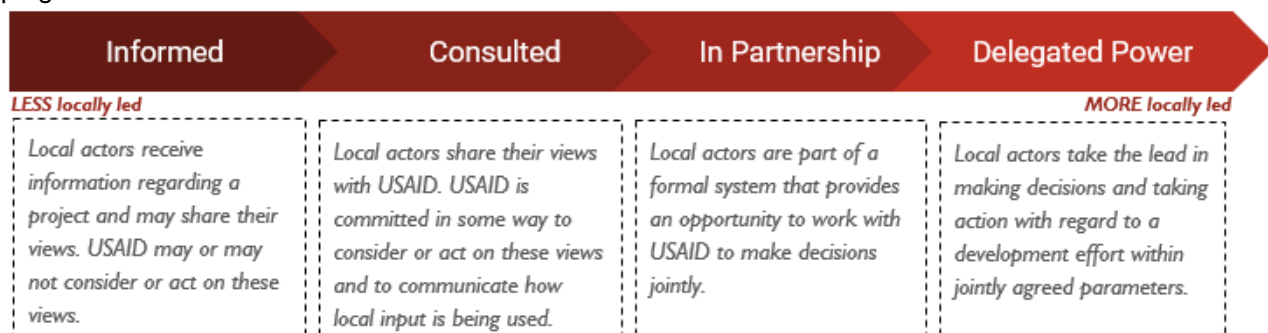 Informed
Consulted
In Partnership
Delegated Power
LESS locally led
MORE locally led
Local actors receive
information regarding a
project and may share their
views. USAID may or may
not consider or act on these
views.
Local actors share their views
with USAID. USAID is
committed in some way to
consider or act on these views
and to communicate how
local input is being used.
Local actors are part of a
formal system that provides
an opportunity to work with
USAID to make decisions
jointly.
Local actors take the lead in
making decisions and taking
action with regard to a
development effort within
jointly agreed parameters.